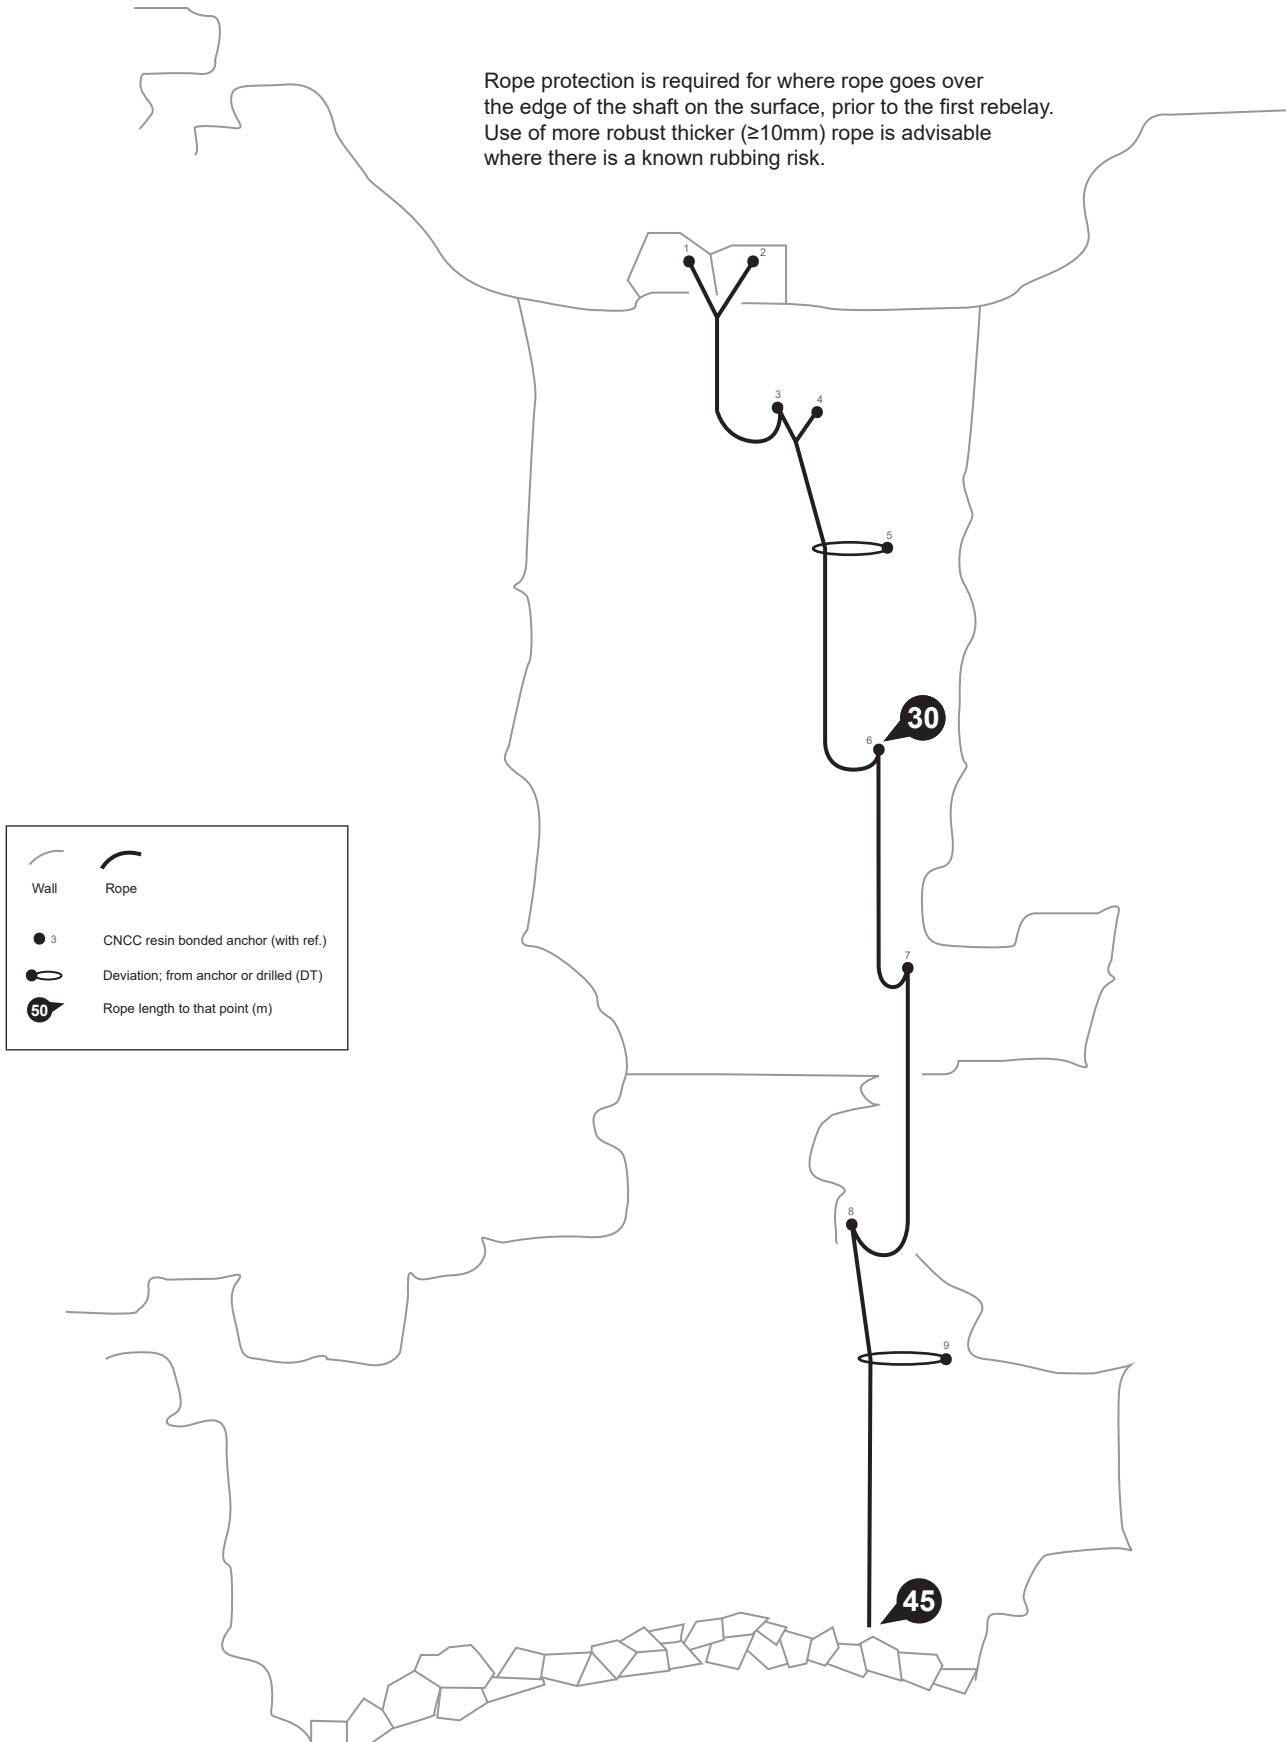 Rope protection is required for where rope goes over
the edge of the shaft on the surface, prior to the first rebelay.
Use of more robust thicker (≥10mm) rope is advisable
where there is a known rubbing risk.
1
2
3
4
5
6
30
7
8
9
45
Wall
Rope
3
CNCC resin bonded anchor (with ref.)
Deviation; from anchor or drilled (DT)
50
Rope length to that point (m)